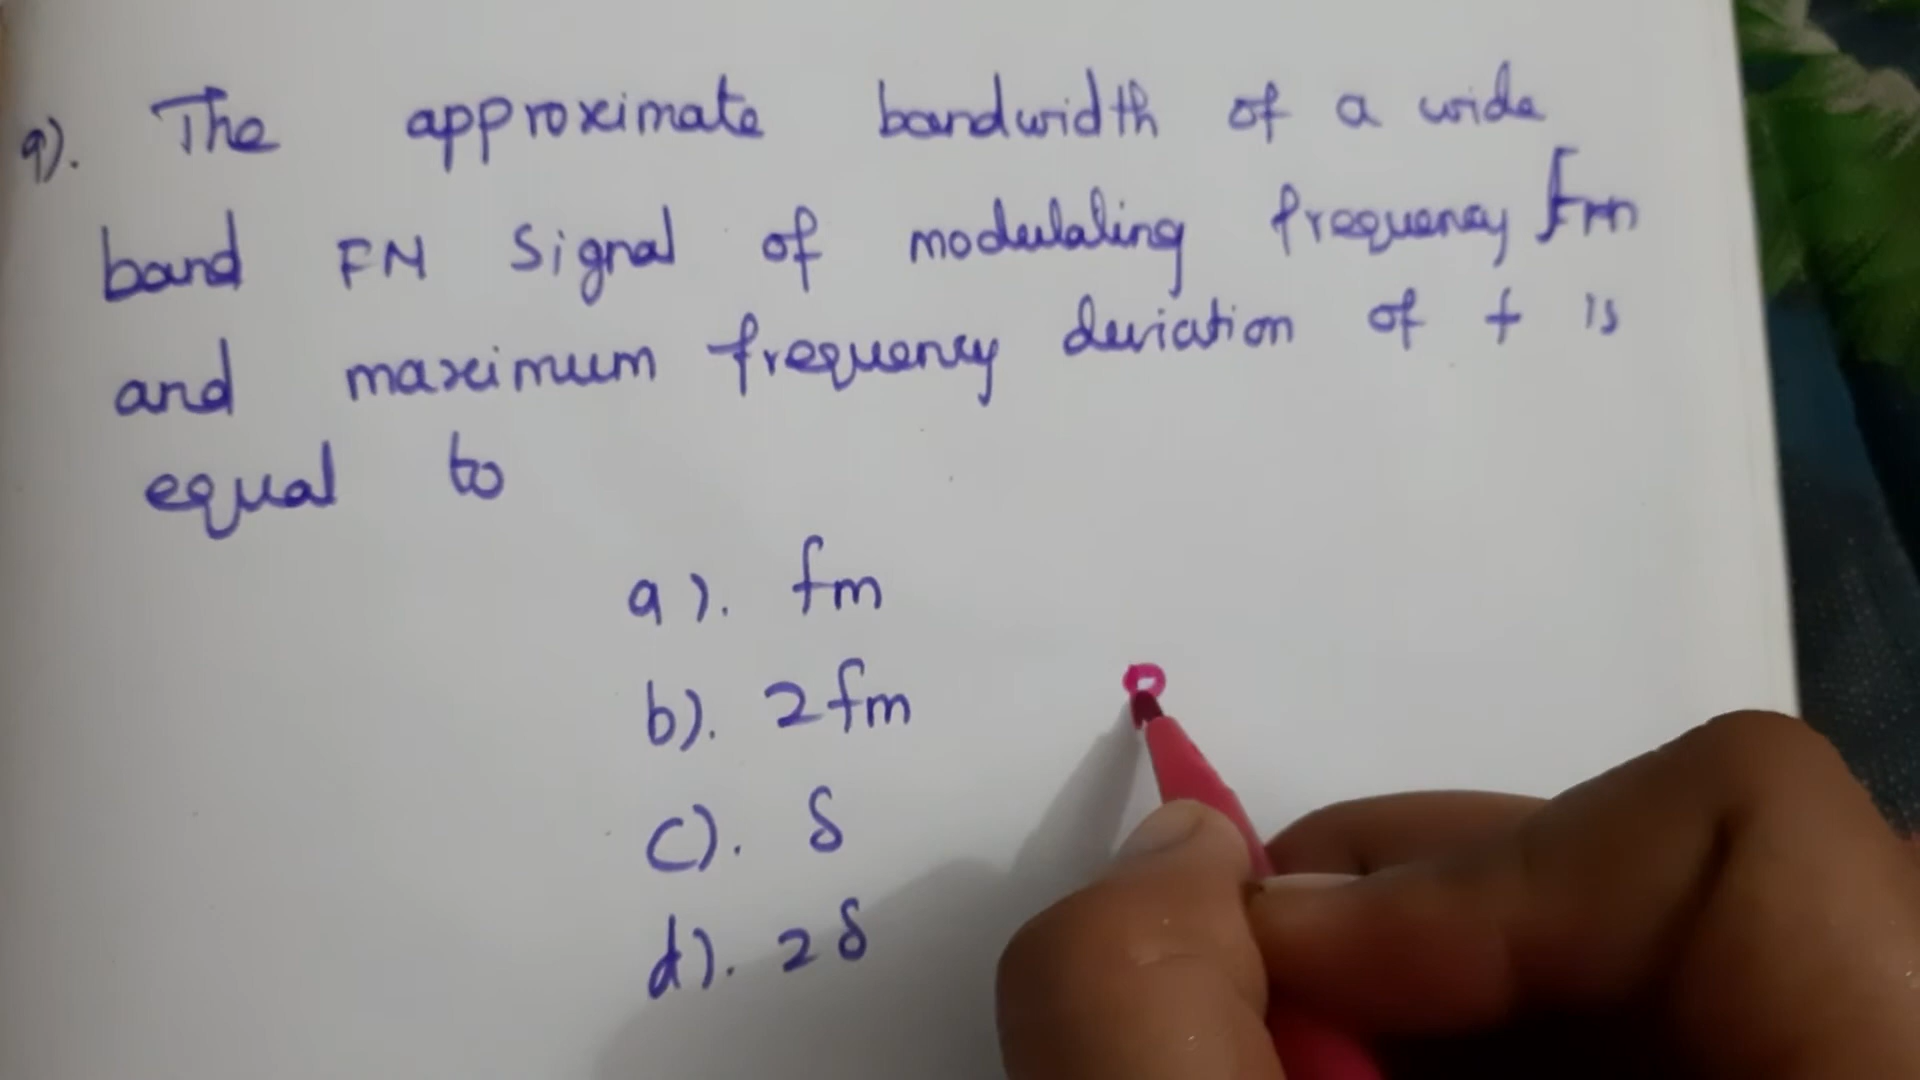 9). The approximate bandwidth of a wide
band FM Signal of modulating frequency Fm
and maximum frequency deviation of f is
equal to
a). fm
b). 2fm
c). δ
d). 2δ